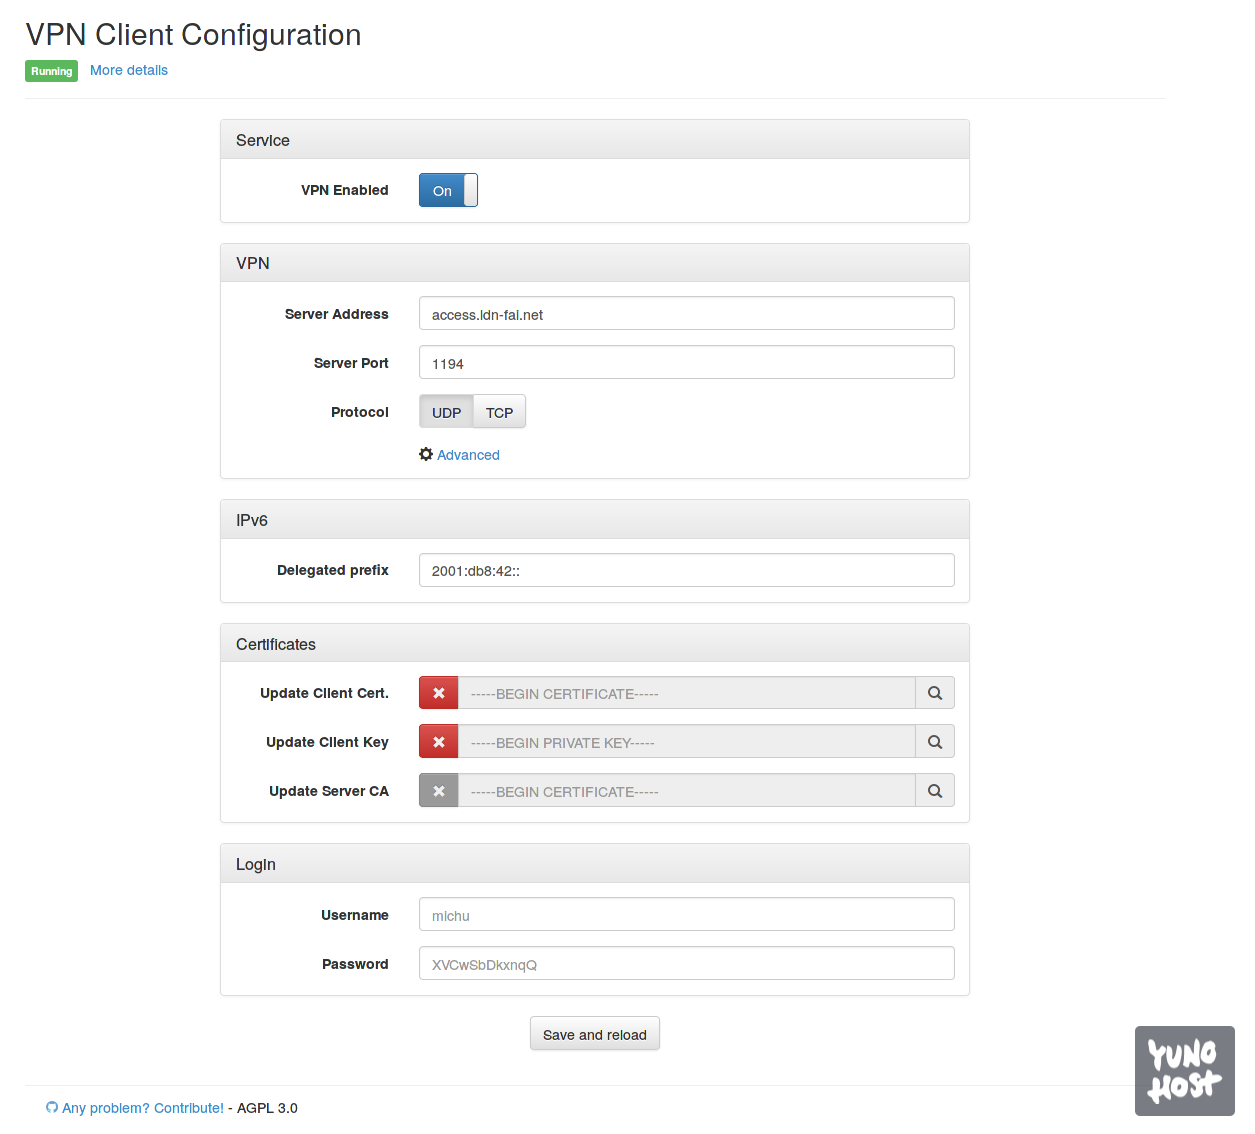 VPN Client Configuration
Running More details
Service
VPN Enabled On
VPN
Server Address access.ldn-fai.net
Server Port 1194
Protocol UDP TCP
Advanced
IPv6
Delegated prefix 2001:db8:42::
Certificates
Update Client Cert. -----BEGIN CERTIFICATE-----
Update Client Key -----BEGIN PRIVATE KEY-----
Update Server CA -----BEGIN CERTIFICATE-----
Login
Username michu
Password XVCwSbDkxnqQ
Save and reload
YUNO
HOST
Any problem? Contribute! - AGPL 3.0